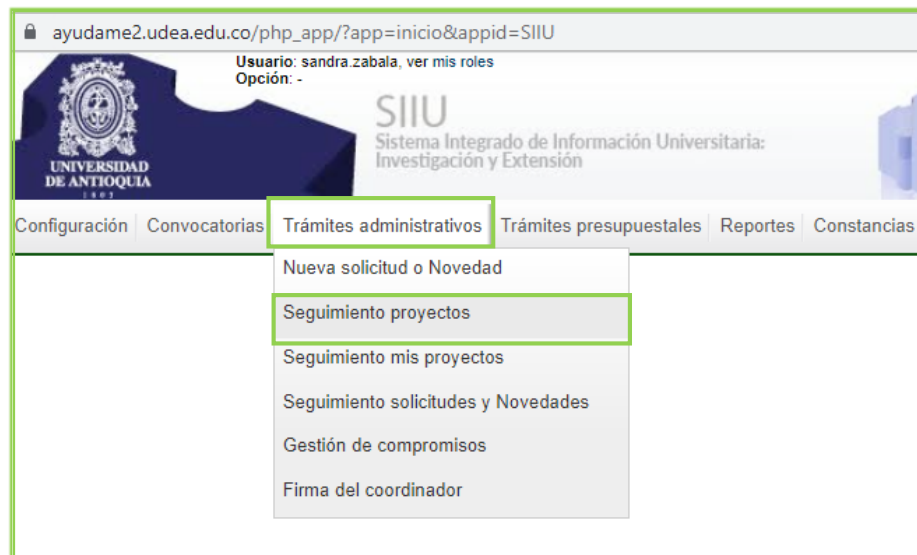 ayudame2.udea.edu.co/php_app/?app=inicio&appid=SIIU
Usuario: sandra.zabala, ver mis roles
Opción: -
SIIU
Sistema Integrado de Información Universitaria:
Investigación y Extensión
UNIVERSIDAD
DE ANTIOQUIA
1803
Configuración Convocatorias Trámites administrativos Trámites presupuestales Reportes Constancias
Nueva solicitud o Novedad
Seguimiento proyectos
Seguimiento mis proyectos
Seguimiento solicitudes y Novedades
Gestión de compromisos
Firma del coordinador